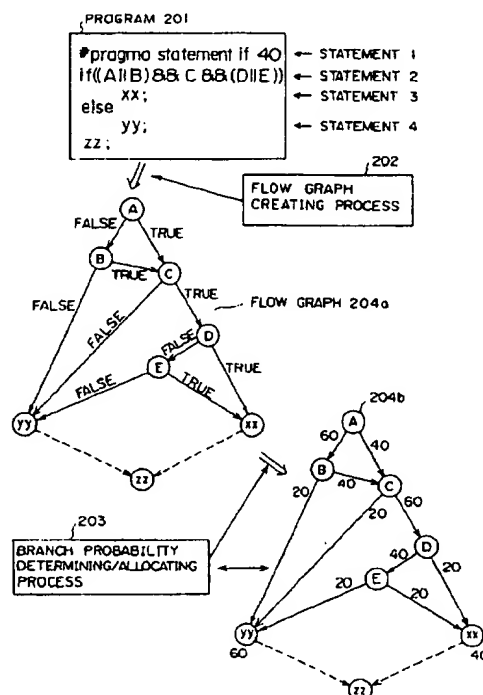 PROGRAM 201
#pragma statement if 40
if((A||B) && C &&(D||E))
xx;
else
yy;
zz;
← STATEMENT 1
← STATEMENT 2
← STATEMENT 3
← STATEMENT 4
202
FLOW GRAPH
CREATING PROCESS
A
FALSE
TRUE
B
TRUE
C
FALSE
FALSE
TRUE
FLOW GRAPH 204a
D
FALSE
TRUE
E
FALSE
TRUE
yy
xx
zz
203
BRANCH PROBABILITY
DETERMINING/ALLOCATING
PROCESS
204b
A
60
40
B
40
C
20
20
60
D
40
20
E
20
20
yy
60
xx
40
zz